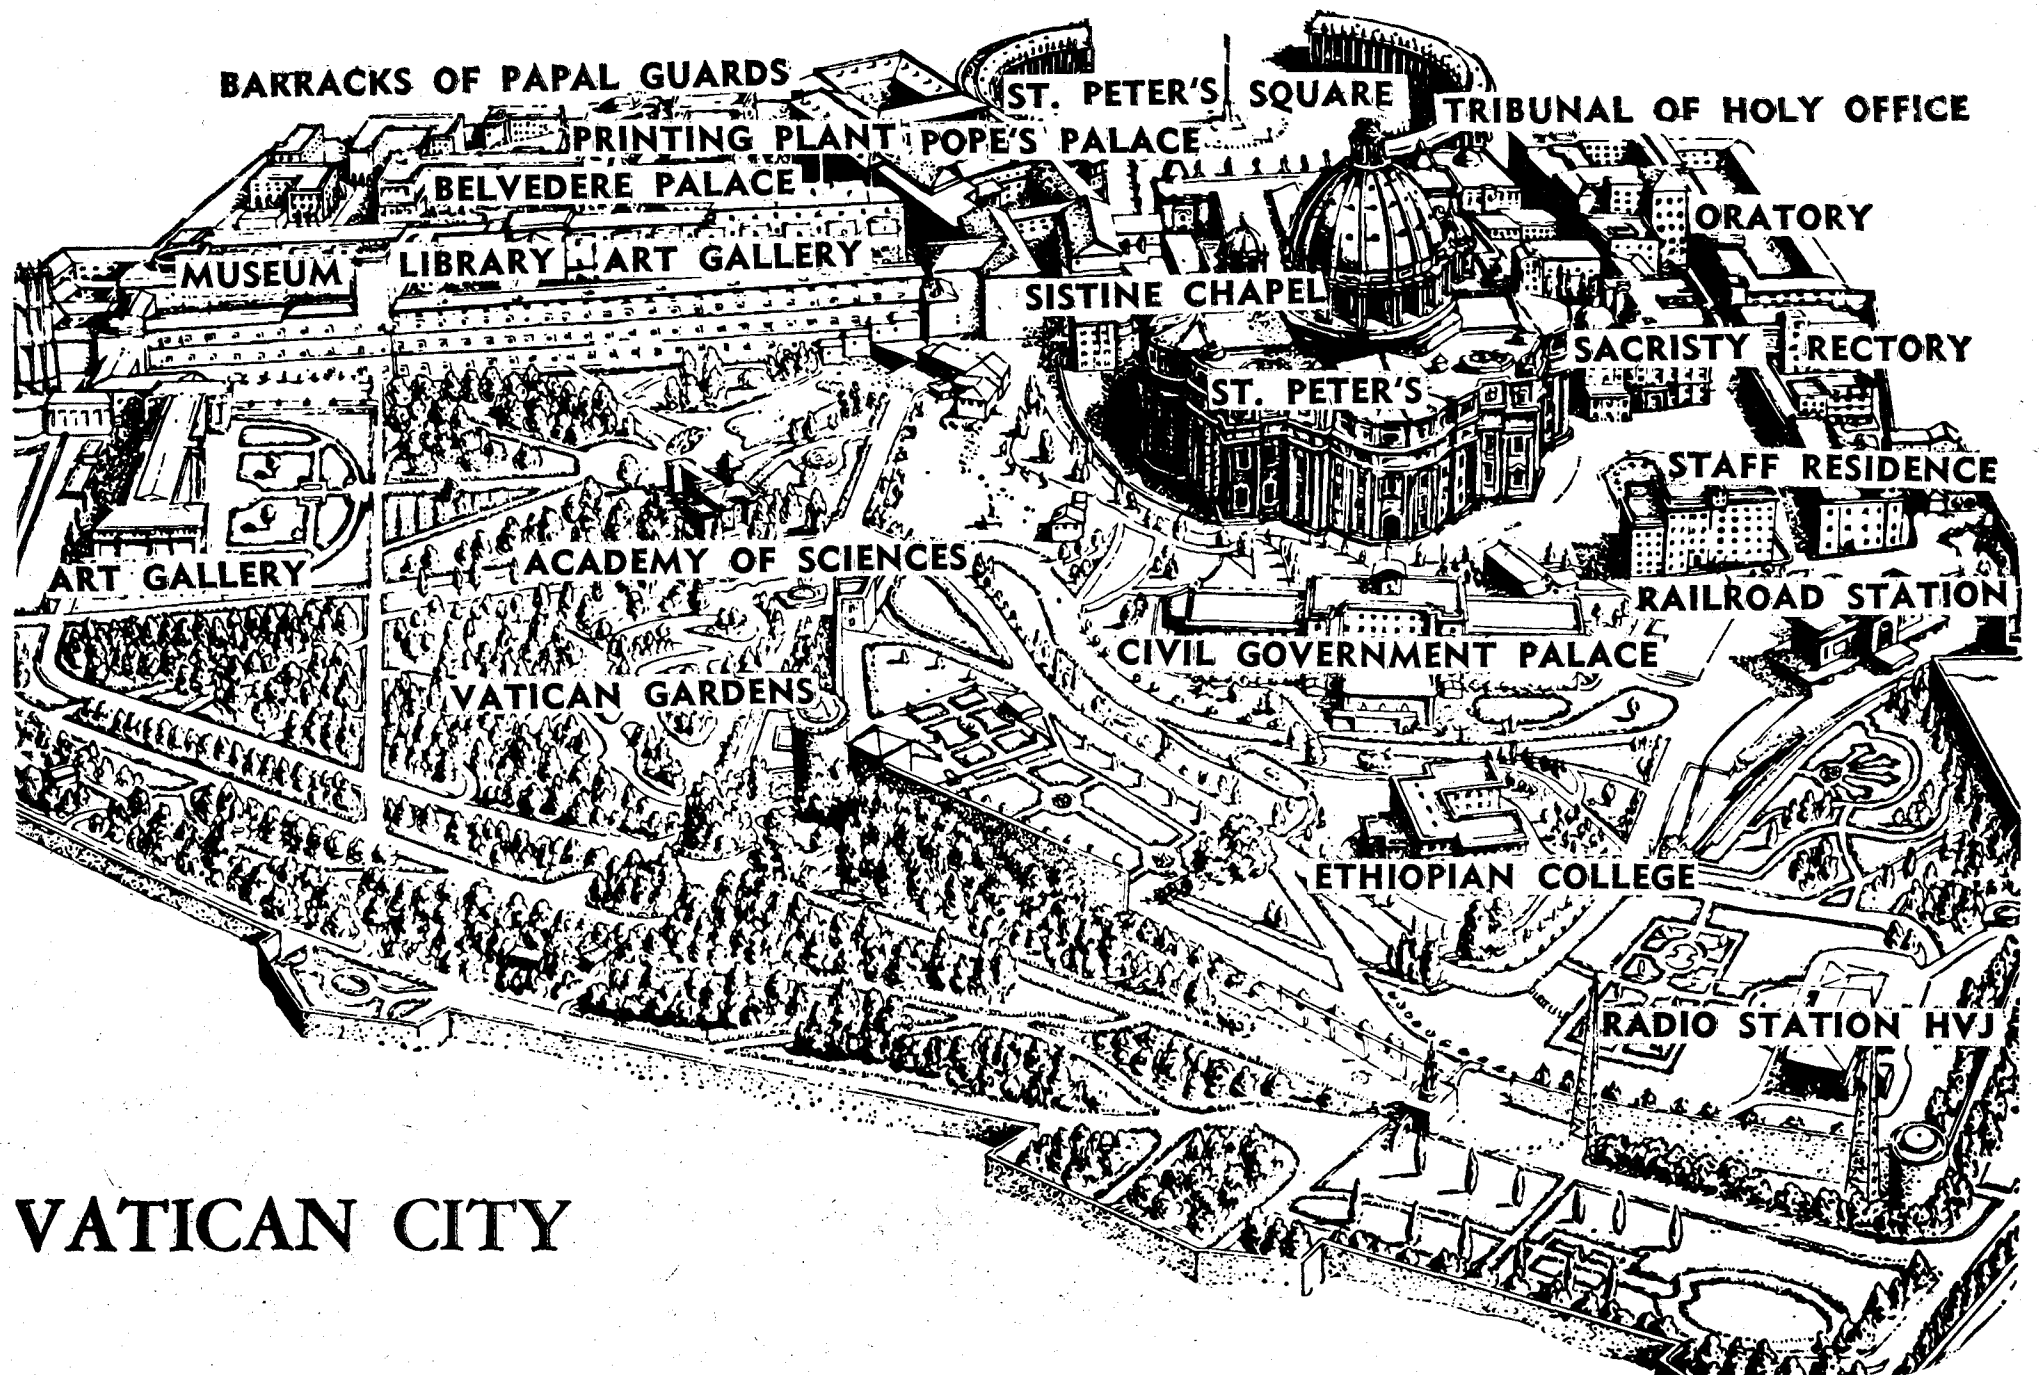 BARRACKS OF PAPAL GUARDS
ST. PETER'S SQUARE
TRIBUNAL OF HOLY OFFICE
PRINTING PLANT
POPE'S PALACE
BELVEDERE PALACE
ORATORY
MUSEUM
LIBRARY
ART GALLERY
SISTINE CHAPEL
SACRISTY
RECTORY
ST. PETER'S
STAFF RESIDENCE
ART GALLERY
ACADEMY OF SCIENCES
RAILROAD STATION
CIVIL GOVERNMENT PALACE
VATICAN GARDENS
ETHIOPIAN COLLEGE
RADIO STATION HVJ
VATICAN CITY